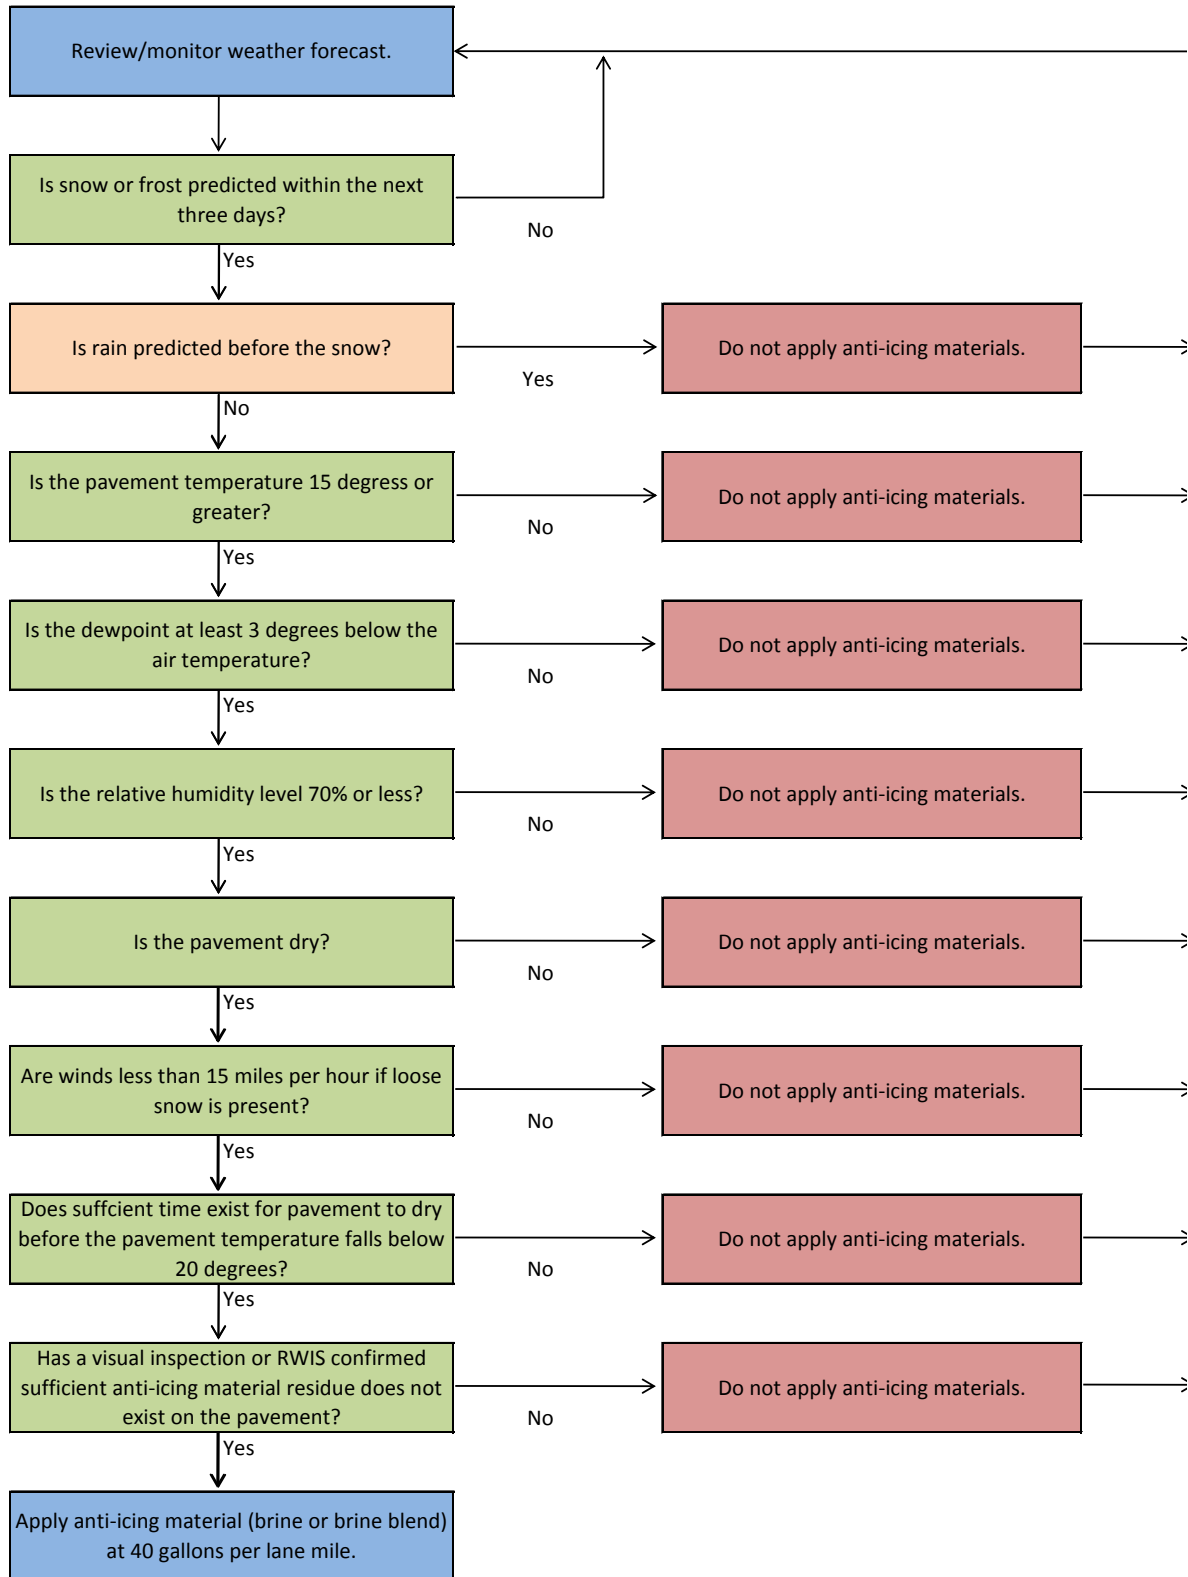 Review/monitor weather forecast.
Is snow or frost predicted within the next
three days?
No
Yes
Is rain predicted before the snow?
Yes
Do not apply anti-icing materials.
No
Is the pavement temperature 15 degress or
greater?
No
Do not apply anti-icing materials.
Yes
Is the dewpoint at least 3 degrees below the
air temperature?
No
Do not apply anti-icing materials.
Yes
Is the relative humidity level 70% or less?
No
Do not apply anti-icing materials.
Yes
Is the pavement dry?
No
Do not apply anti-icing materials.
Yes
Are winds less than 15 miles per hour if loose
snow is present?
No
Do not apply anti-icing materials.
Yes
Does suffcient time exist for pavement to dry
before the pavement temperature falls below
20 degrees?
No
Do not apply anti-icing materials.
Yes
Has a visual inspection or RWIS confirmed
sufficient anti-icing material residue does not
exist on the pavement?
No
Do not apply anti-icing materials.
Yes
Apply anti-icing material (brine or brine blend)
at 40 gallons per lane mile.